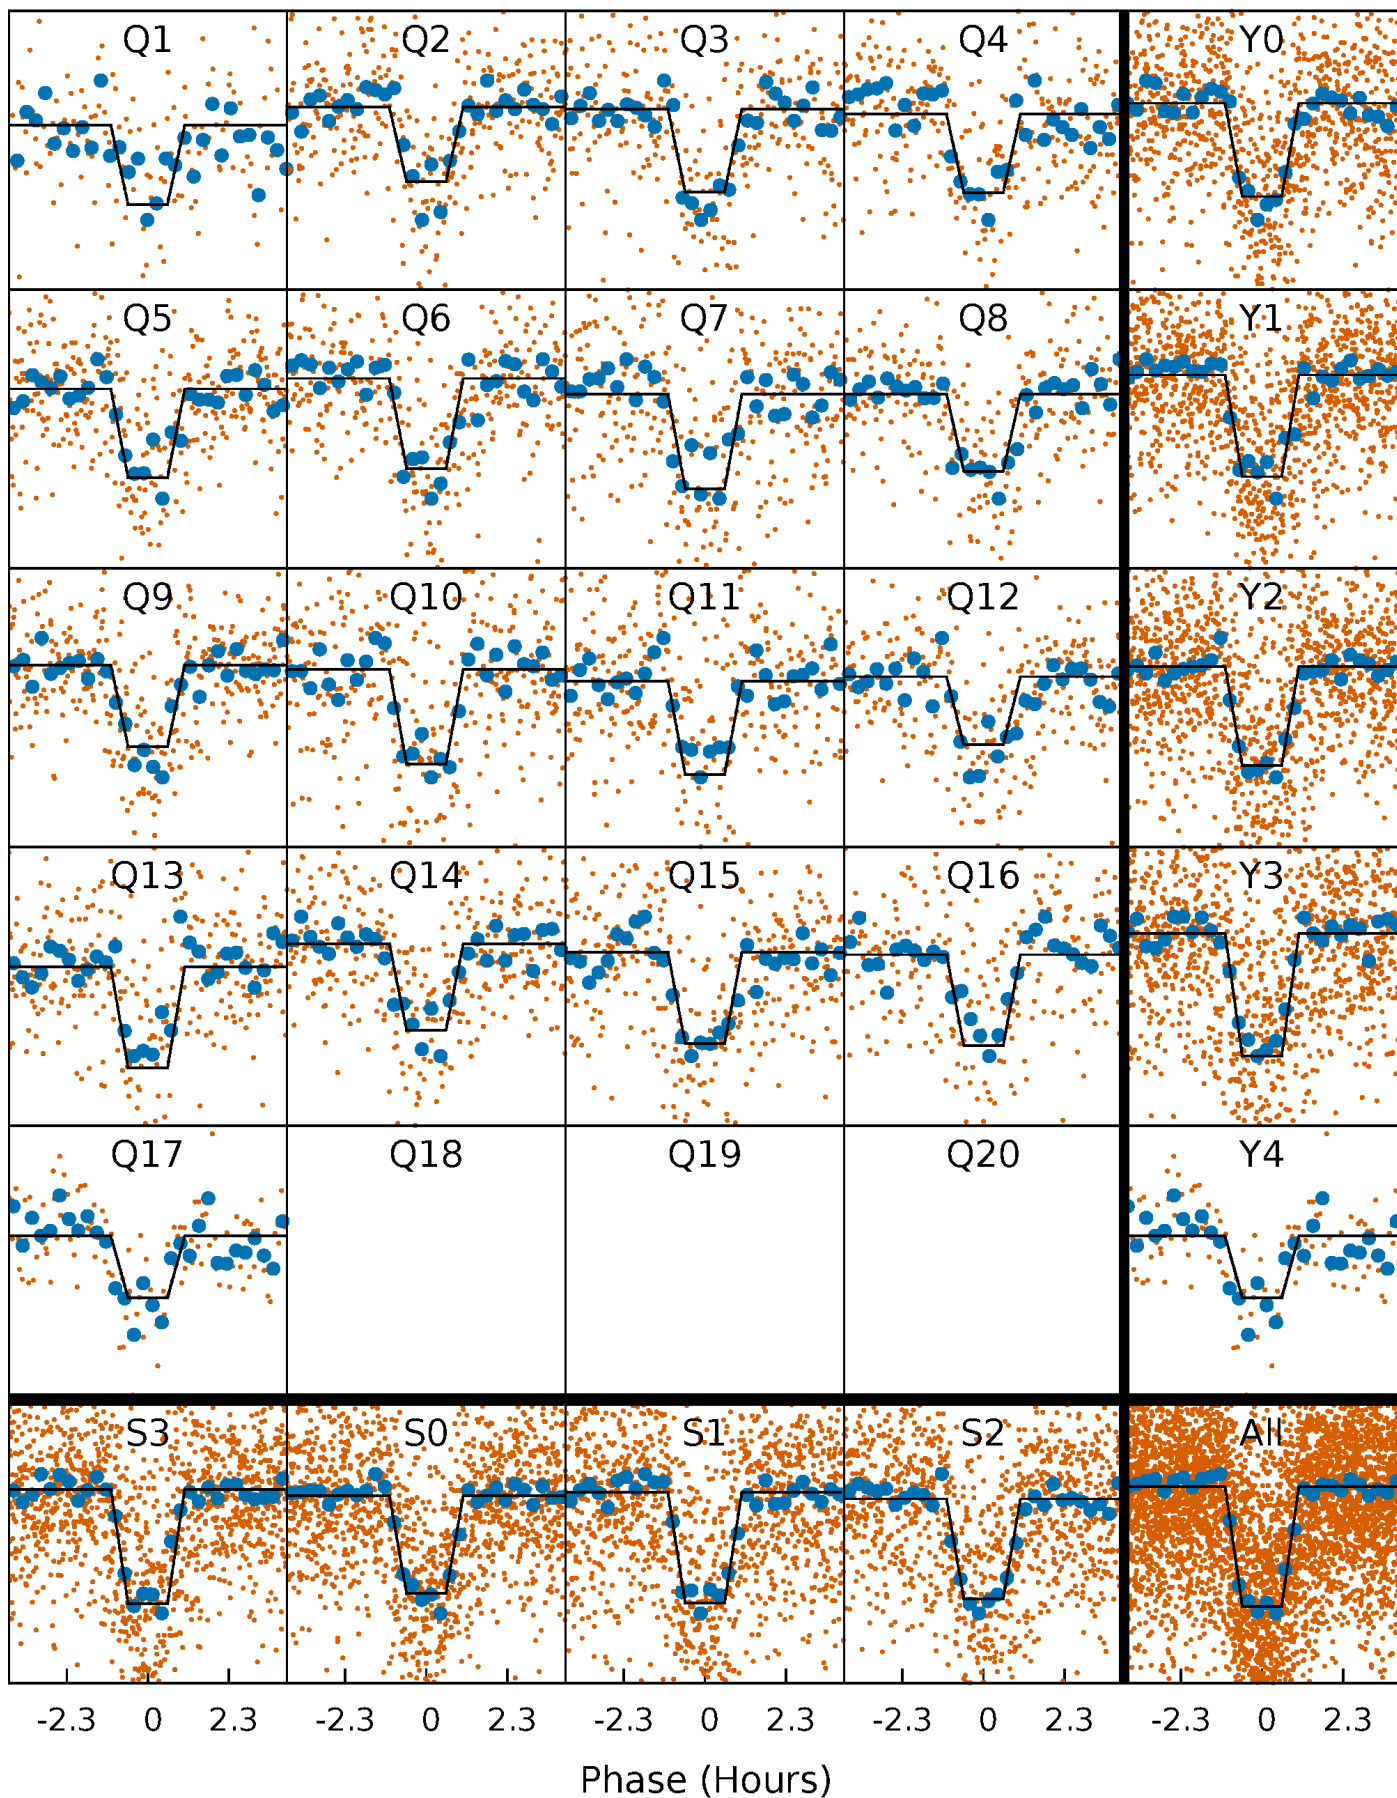 Q1 Q2 Q3 Q4 Y0
Q5 Q6 Q7 Q8 Y1
Q9 Q10 Q11 Q12 Y2
Q13 Q14 Q15 Q16 Y3
Q17 Q18 Q19 Q20 Y4
S3 S0 S1 S2 All
-2.3 0 2.3 -2.3 0 2.3 -2.3 0 2.3 -2.3 0 2.3 -2.3 0 2.3
Phase (Hours)